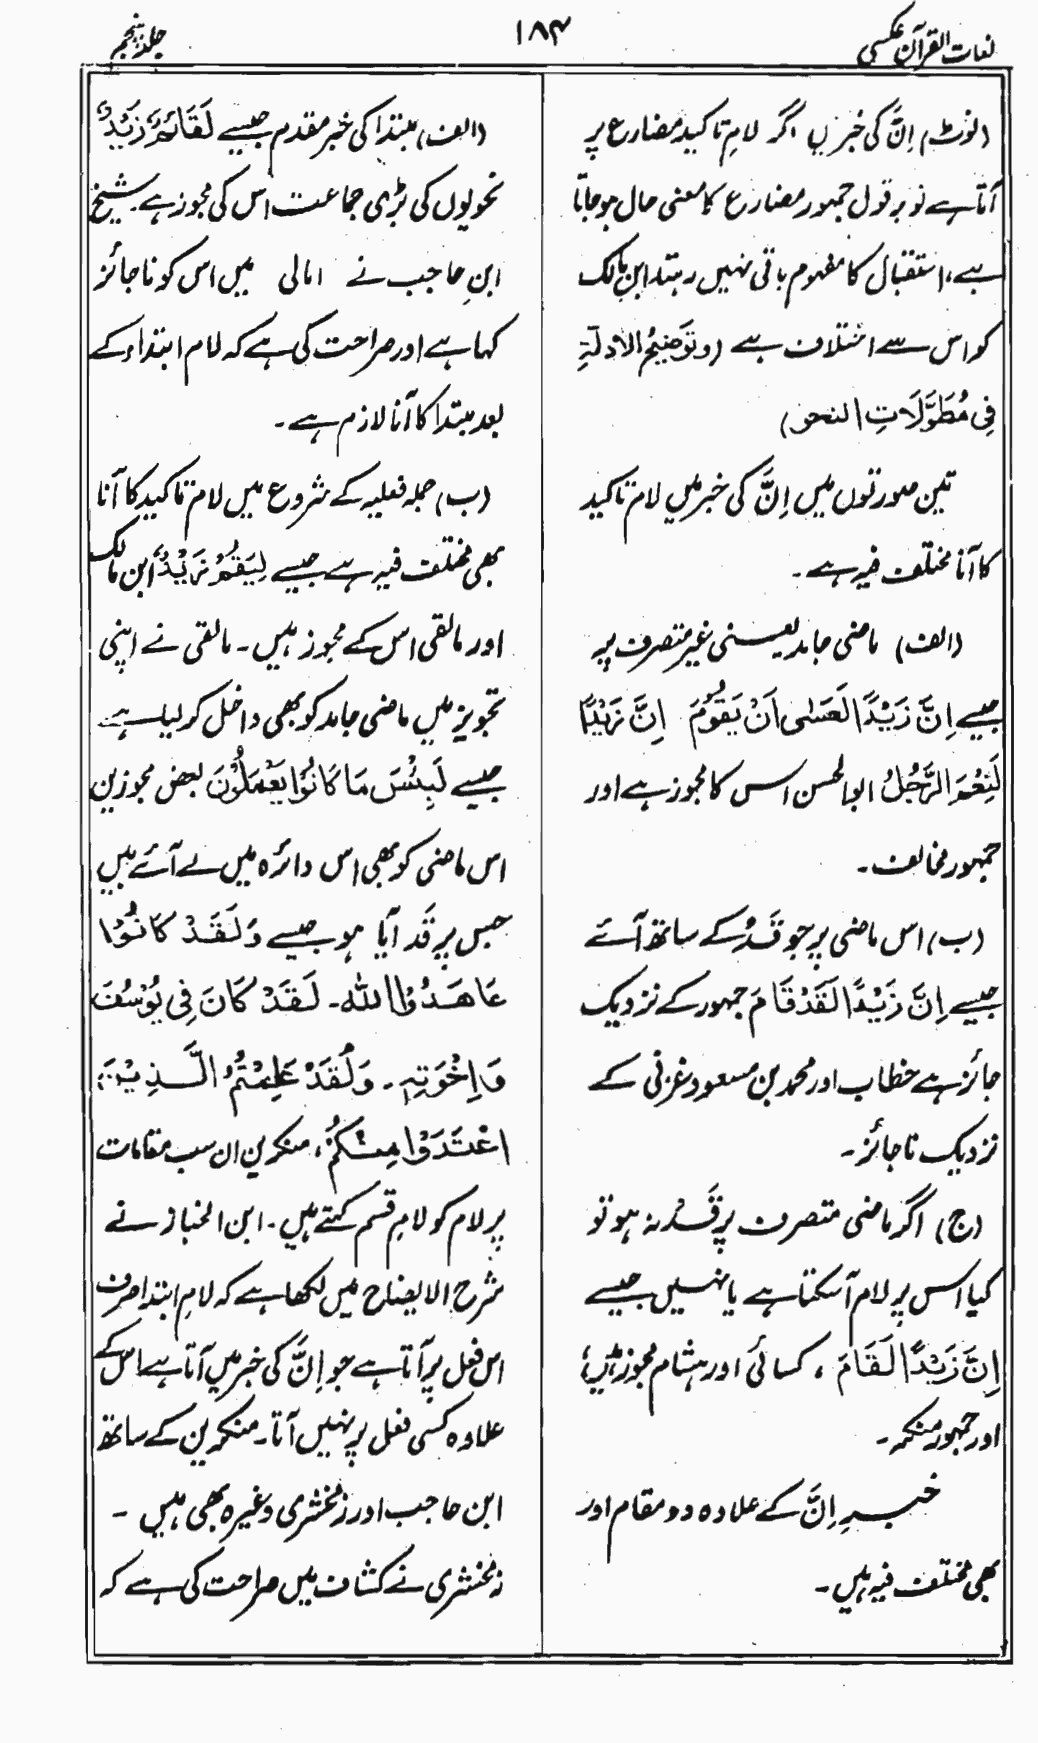 لغات القرآن عکسی
۱۸۴
جلد پنجم
(نوٹ) اِنَّ کی خبر میں اگر لامِ تاکید مضارع پر
آتا ہے تو بر قول جمہور مضارع کا معنی حال ہو جاتا
ہے، استقبال کا مفہوم باقی نہیں رہتا ابن مالک
کو اس سے اختلاف ہے (وتَوضِیحُ الادلۃِ
فِی مُطَوَّلَاتِ النحو)
تین صورتوں میں اِنَّ کی خبر میں لام تاکید
کا آنا مختلف فیہ ہے۔
(الف) ماضی جامد یعنی غیر متصرف پر
جیسے اِنَّ زَیْدًا لَعَسٰی اَنْ یَقُوْمَ اِنَّ زَیْدًا
لَنِعْمَ الرَّجُلُ ابوالحسن اس کا مجوز ہے اور
جمہور مخالف۔
(ب) اس ماضی پر جو قَدْ کے ساتھ آئے
جیسے اِنَّ زَیْدًا لَقَدْ قَامَ جمہور کے نزدیک
جائز ہے خطاب اور محمد بن مسعود غزنی کے
نزدیک ناجائز۔
(ج) اگر ماضی متصرف پر قَدْ نہ ہو تو
کیا اس پر لام آسکتا ہے یا نہیں جیسے
اِنَّ زَیْدًا لَقَامَ، کسائی اور ہشام مجوز ہیں،
اور جمہور منکر۔
خبرِ اِنَّ کے علاوہ دو مقام اور
بھی مختلف فیہ ہیں۔
(الف) مبتدا کی خبر مقدم جیسے لَقَائِمٌ زَیْدٌ
نحویوں کی بڑی جماعت اس کی مجوز ہے شیخ
ابن حاجب نے امالی میں اس کو ناجائز
کہا ہے اور صراحت کی ہے کہ لام ابتداء کے
بعد مبتدا کا آنا لازم ہے۔
(ب) جملہ فعلیہ کے شروع میں لام تاکید کا آنا
بھی مختلف فیہ ہے جیسے لَیَقُمُ زَیْدٌ ابن مالک
اور مالقی اس کے مجوز ہیں۔ مالقی نے اپنی
تجویز میں ماضی جامد کو بھی داخل کر لیا ہے
جیسے لَبِئْسَ مَا کَانُوْا یَعْمَلُوْنَ بعض مجوزین
اس ماضی کو بھی اس دائرہ میں لے آئے ہیں
جس پر قَد آیا ہو جیسے وَلَقَدْ کَانُوْا
عَاهَدُوْا اللّٰه۔ لَقَدْ کَانَ فِی یُوْسُفَ
وَاِخْوَتِهٖ۔ وَلَقَدْ عَلِمْتُمُ الَّذِیْنَ
اعْتَدَوْا مِنْکُمْ، منکرین ان سب مقامات
پر لام کو لامِ قسم کہتے ہیں۔ ابن الخباز نے
شرح الایضاح میں لکھا ہے کہ لامِ ابتدا صرف
اس فعل پر آتا ہے جو اِنَّ کی خبر میں آتا ہے اس کے
علاوہ کسی فعل پر نہیں آتا۔ منکرین کے ساتھ
ابن حاجب اور زمخشری وغیرہ بھی ہیں۔
زمخشری نے کشاف میں صراحت کی ہے کہ